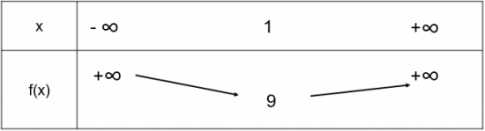 x - ∞ 1 +∞
f(x) +∞ 9 +∞